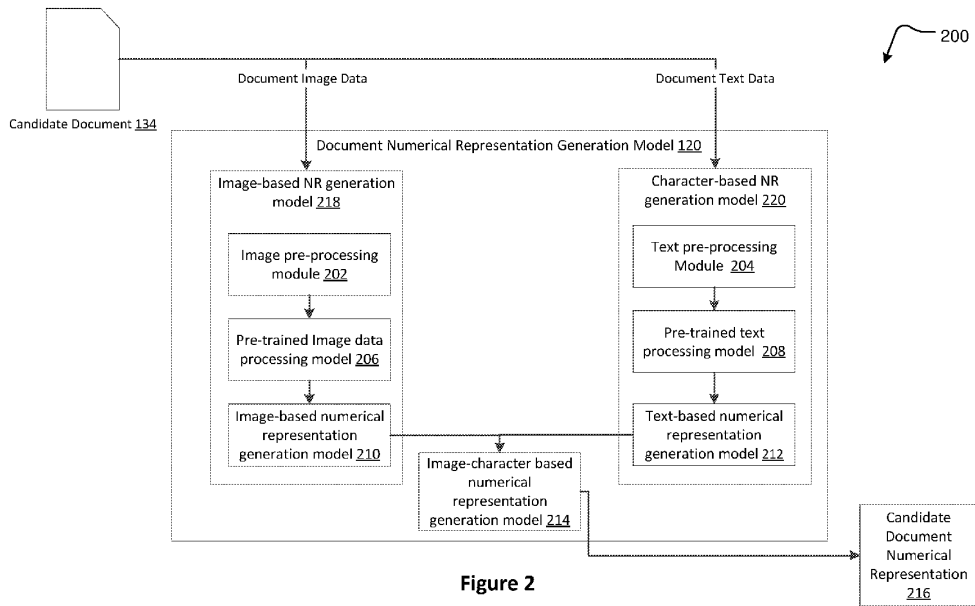 200
Document Image Data
Document Text Data
Candidate Document 134
Document Numerical Representation Generation Model 120
Image-based NR generation
model 218
Image pre-processing
module 202
Pre-trained Image data
processing model 206
Image-based numerical
representation
generation model 210
Character-based NR
generation model 220
Text pre-processing
Module 204
Pre-trained text
processing model 208
Text-based numerical
representation
generation model 212
Image-character based
numerical
representation
generation model 214
Candidate
Document
Numerical
Representation
216
Figure 2